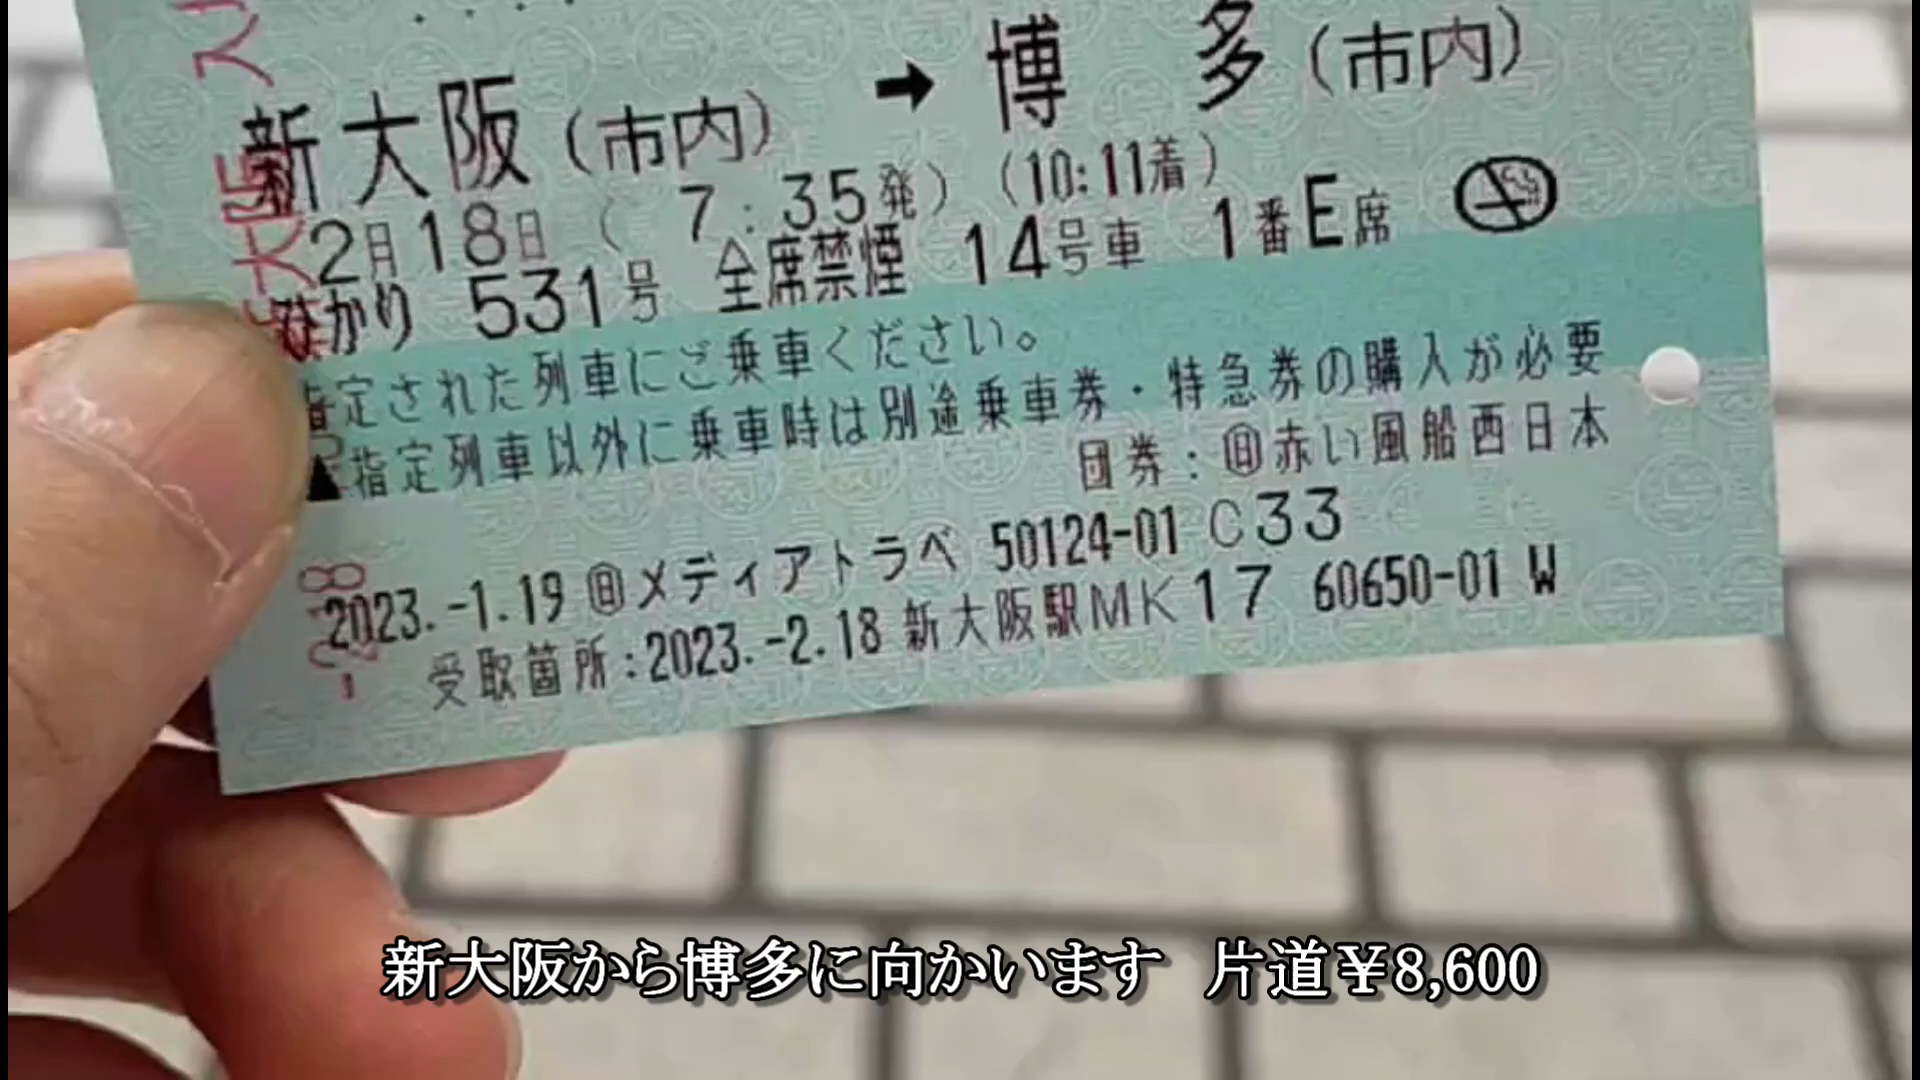 新大阪(市内) → 博多(市内)
2月18日 ( 7:35発) (10:11着)
ひかり 531号 全席禁煙 14号車 1番E席
指定された列車にご乗車ください。
指定列車以外に乗車時は別途乗車券・特急券の購入が必要
団券:㊐赤い風船西日本
2023.-1.19 ㊐メディアトラベ 50124-01 C33
受取箇所:2023.-2.18 新大阪駅MK17 60650-01 W
-2.18
新大阪から博多に向かいます 片道¥8,600